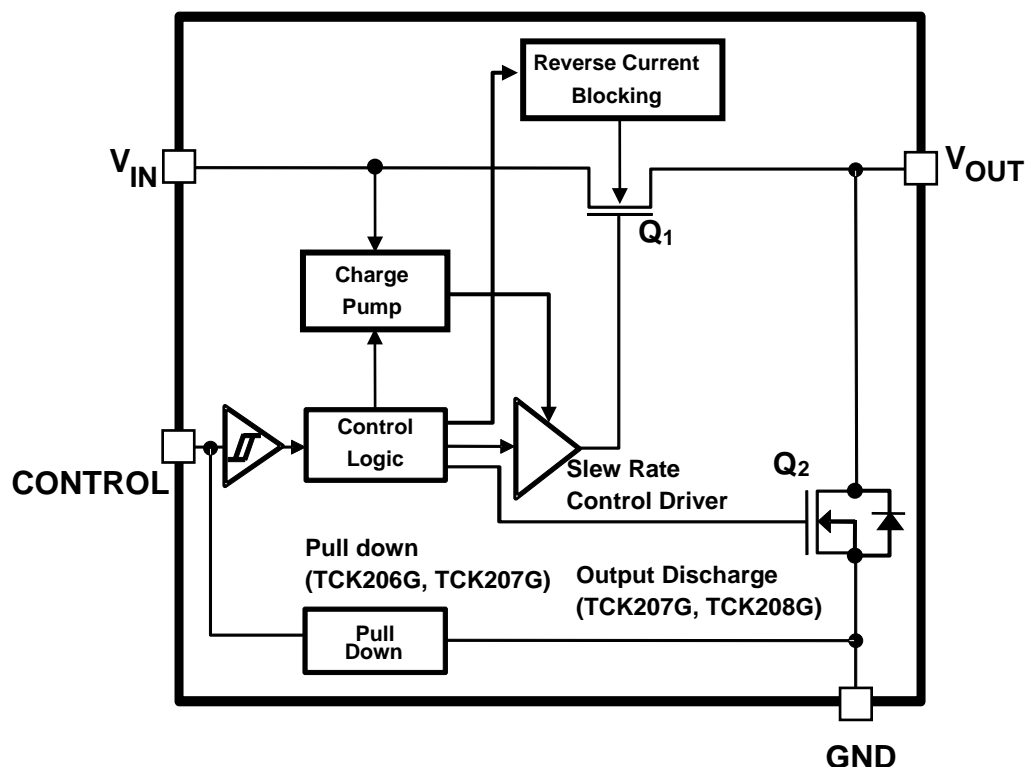 Reverse Current
Blocking
VIN
VOUT
Q1
Charge
Pump
Control
Logic
CONTROL
Slew Rate
Control Driver
Q2
Pull down
(TCK206G, TCK207G)
Output Discharge
(TCK207G, TCK208G)
Pull
Down
GND